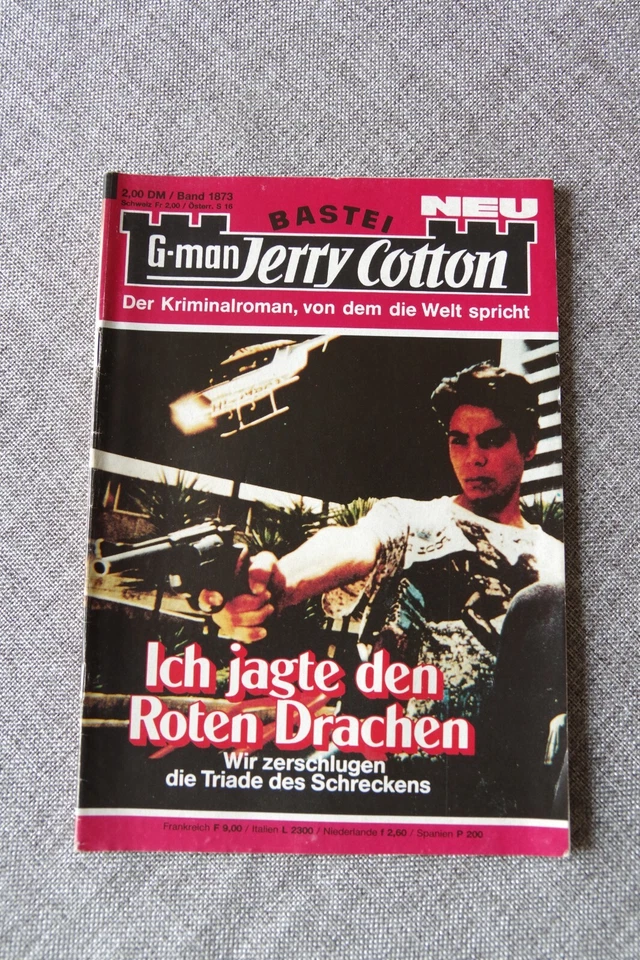 2,00 DM / Band 1873
Schweiz Fr 2,00 / Österr. S 16
BASTEI
NEU
G-man Jerry Cotton
Der Kriminalroman, von dem die Welt spricht
Ich jagte den
Roten Drachen
Wir zerschlugen
die Triade des Schreckens
Frankreich F 9,00 / Italien L 2300 / Niederlande f 2,60 / Spanien P 200